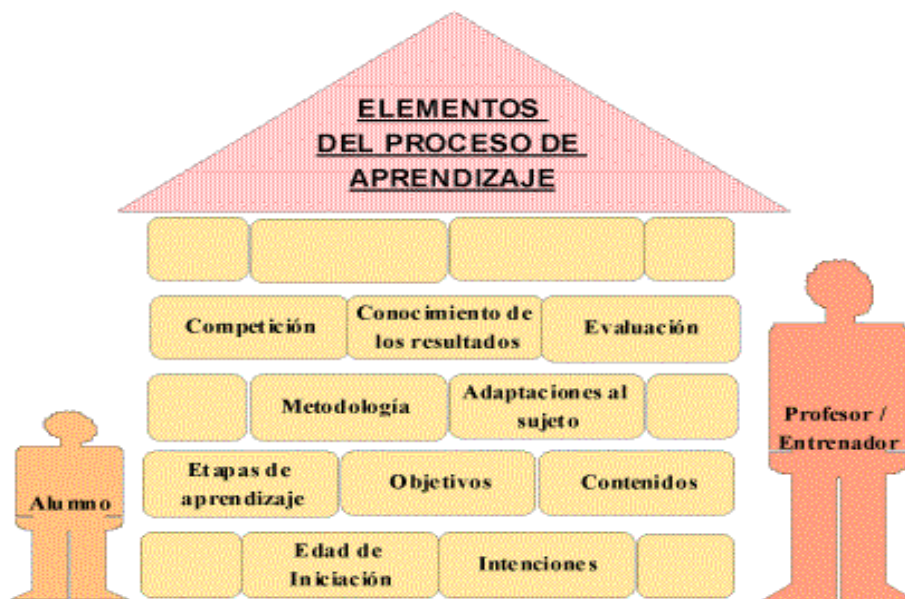 ELEMENTOS
DEL PROCESO DE
APRENDIZAJE
Competición
Conocimiento de
los resultados
Evaluación
Metodología
Adaptaciones al
sujeto
Profesor /
Entrenador
Etapas de
aprendizaje
Objetivos
Contenidos
Alumno
Edad de
Iniciación
Intenciones